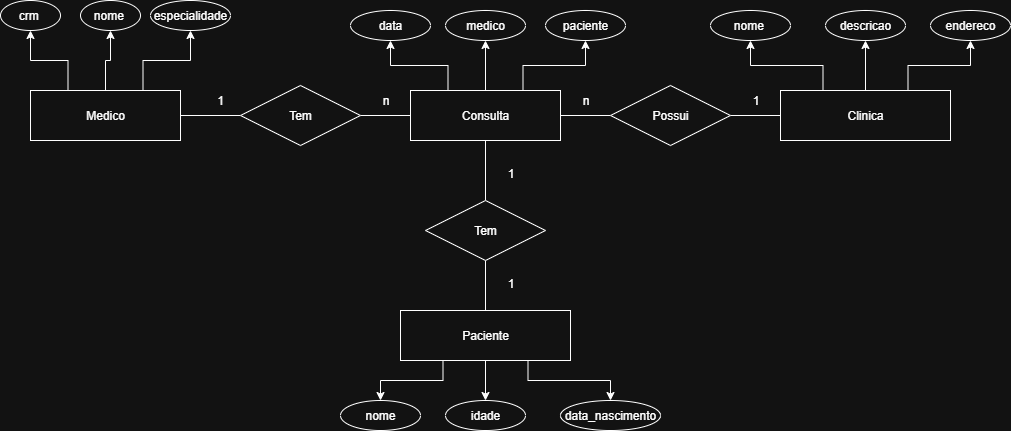 crm
nome
especialidade
data
medico
paciente
nome
descricao
endereco
Medico
1
Tem
n
Consulta
n
Possui
1
Clinica
1
Tem
1
Paciente
nome
idade
data_nascimento